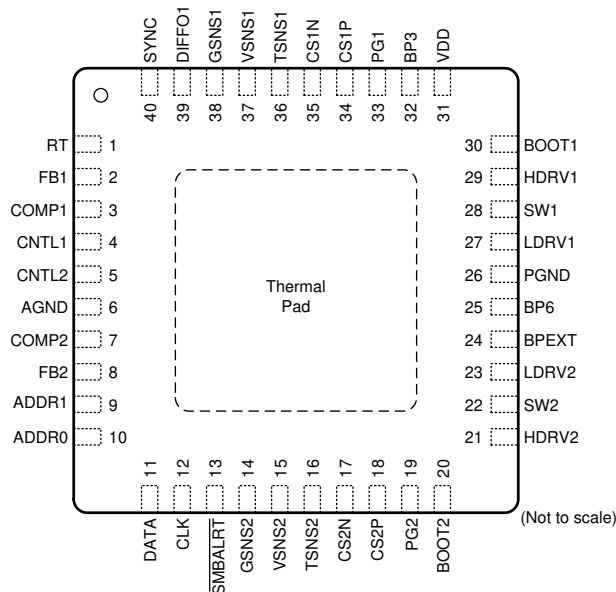 SYNC
DIFFO1
GSNS1
VSNS1
TSNS1
CS1N
CS1P
PG1
BP3
VDD
40
39
38
37
36
35
34
33
32
31
RT 1
FB1 2
COMP1 3
CNTL1 4
CNTL2 5
AGND 6
COMP2 7
FB2 8
ADDR1 9
ADDR0 10
Thermal
Pad
30 BOOT1
29 HDRV1
28 SW1
27 LDRV1
26 PGND
25 BP6
24 BPEXT
23 LDRV2
22 SW2
21 HDRV2
11
12
13
14
15
16
17
18
19
20
DATA
CLK
SMBALRT
GSNS2
VSNS2
TSNS2
CS2N
CS2P
PG2
BOOT2
(Not to scale)